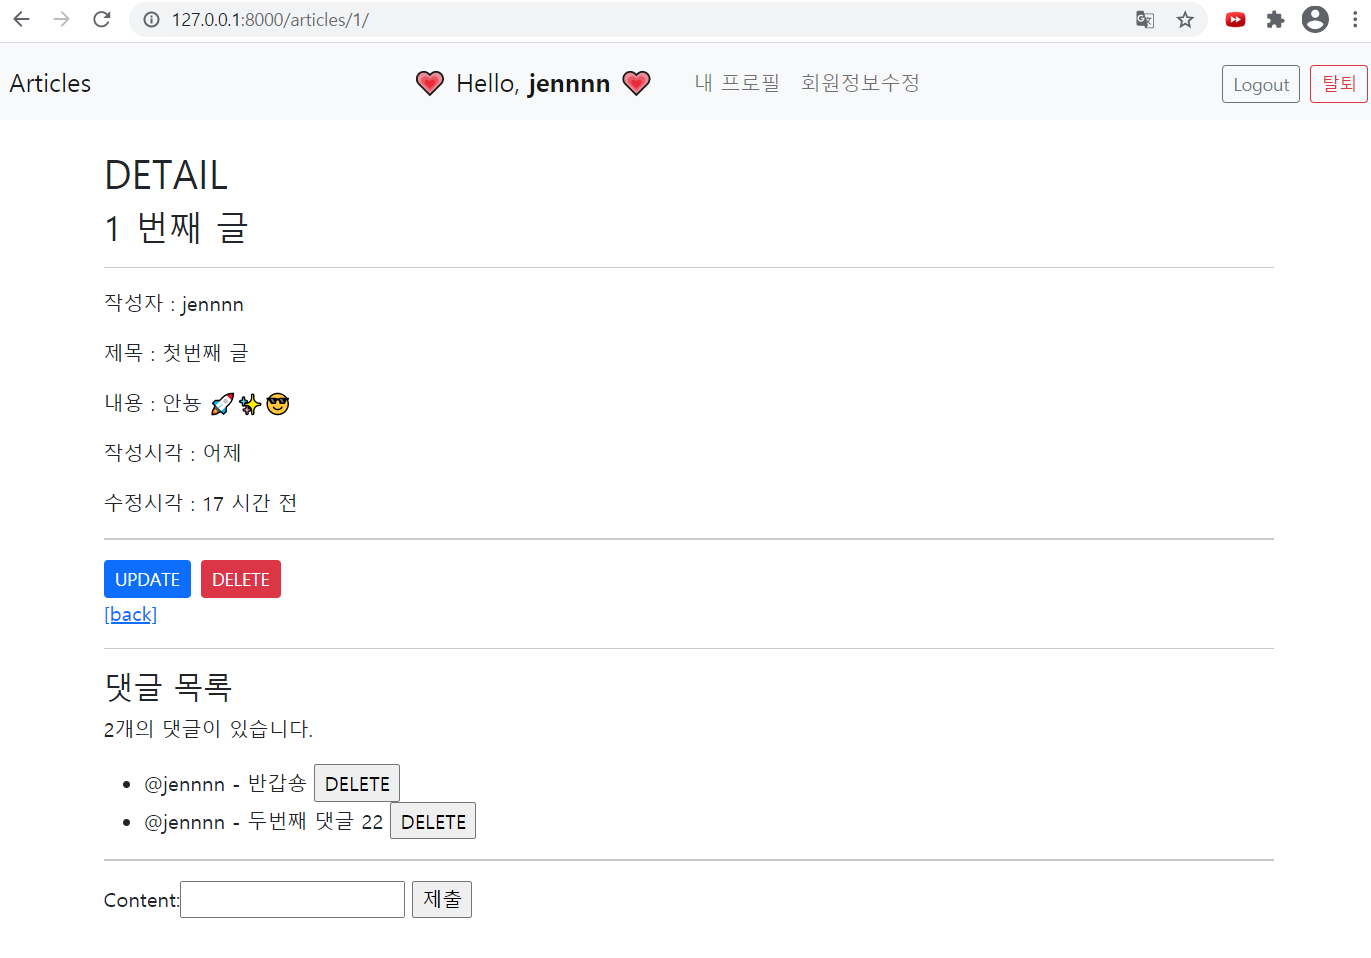 127.0.0.1:8000/articles/1/
Articles
💗 Hello, jennnn 💗
내 프로필
회원정보수정
Logout
탈퇴
DETAIL
1 번째 글
작성자 : jennnn
제목 : 첫번째 글
내용 : 안뇽 🚀✨😎
작성시각 : 어제
수정시각 : 17 시간 전
UPDATE
DELETE
[back]
댓글 목록
2개의 댓글이 있습니다.
@jennnn - 반갑숑 DELETE
@jennnn - 두번째 댓글 22 DELETE
Content: 제출